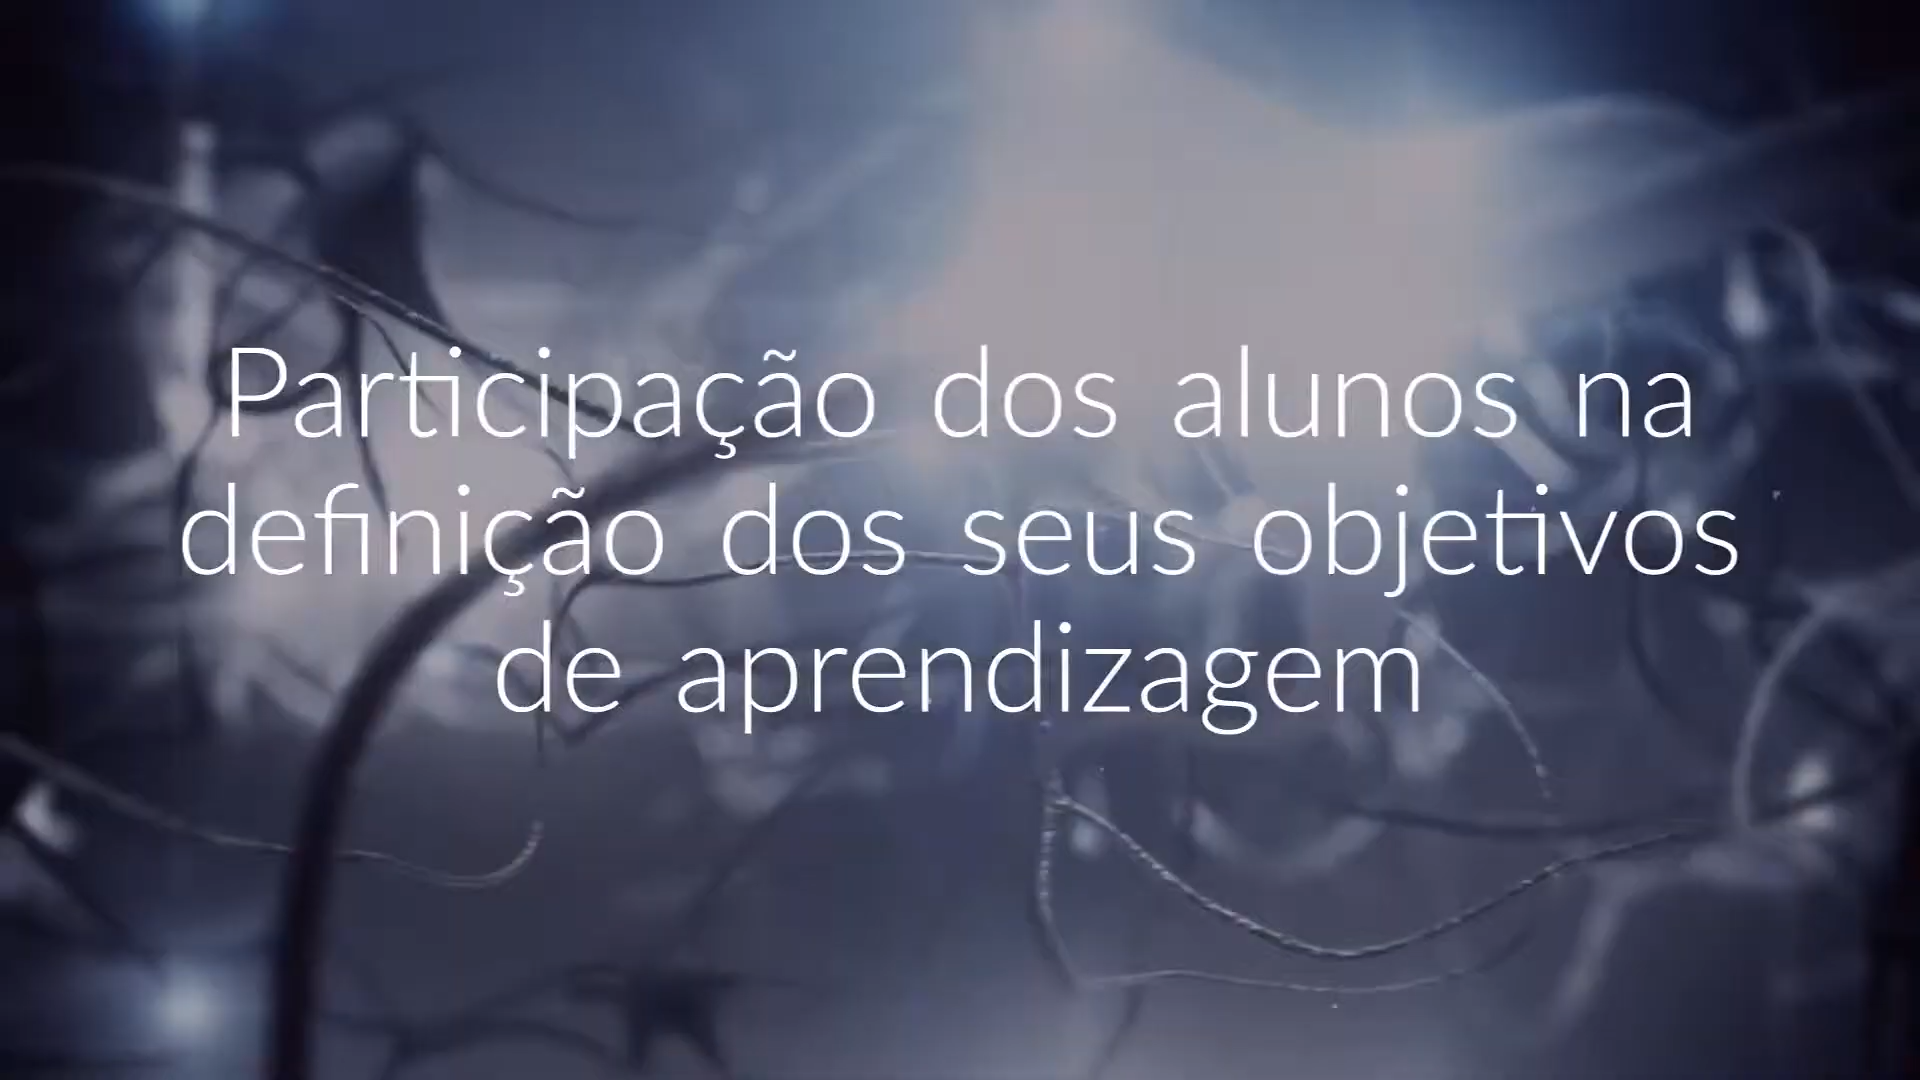 Participação dos alunos na
definição dos seus objetivos
de aprendizagem